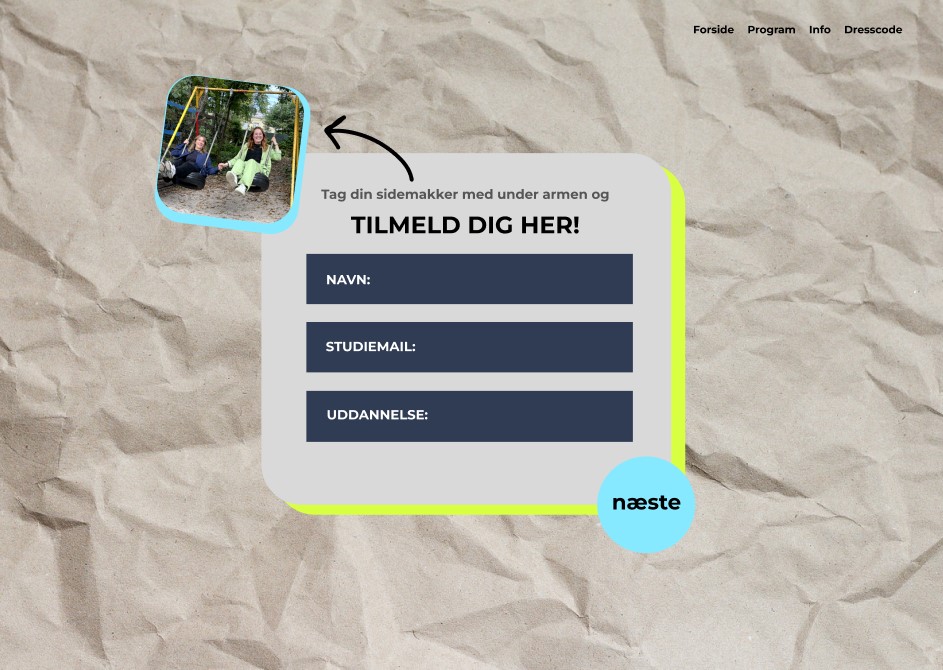 Forside Program Info Dresscode
Tag din sidemakker med under armen og
TILMELD DIG HER!
NAVN:
STUDIEMAIL:
UDDANNELSE:
næste